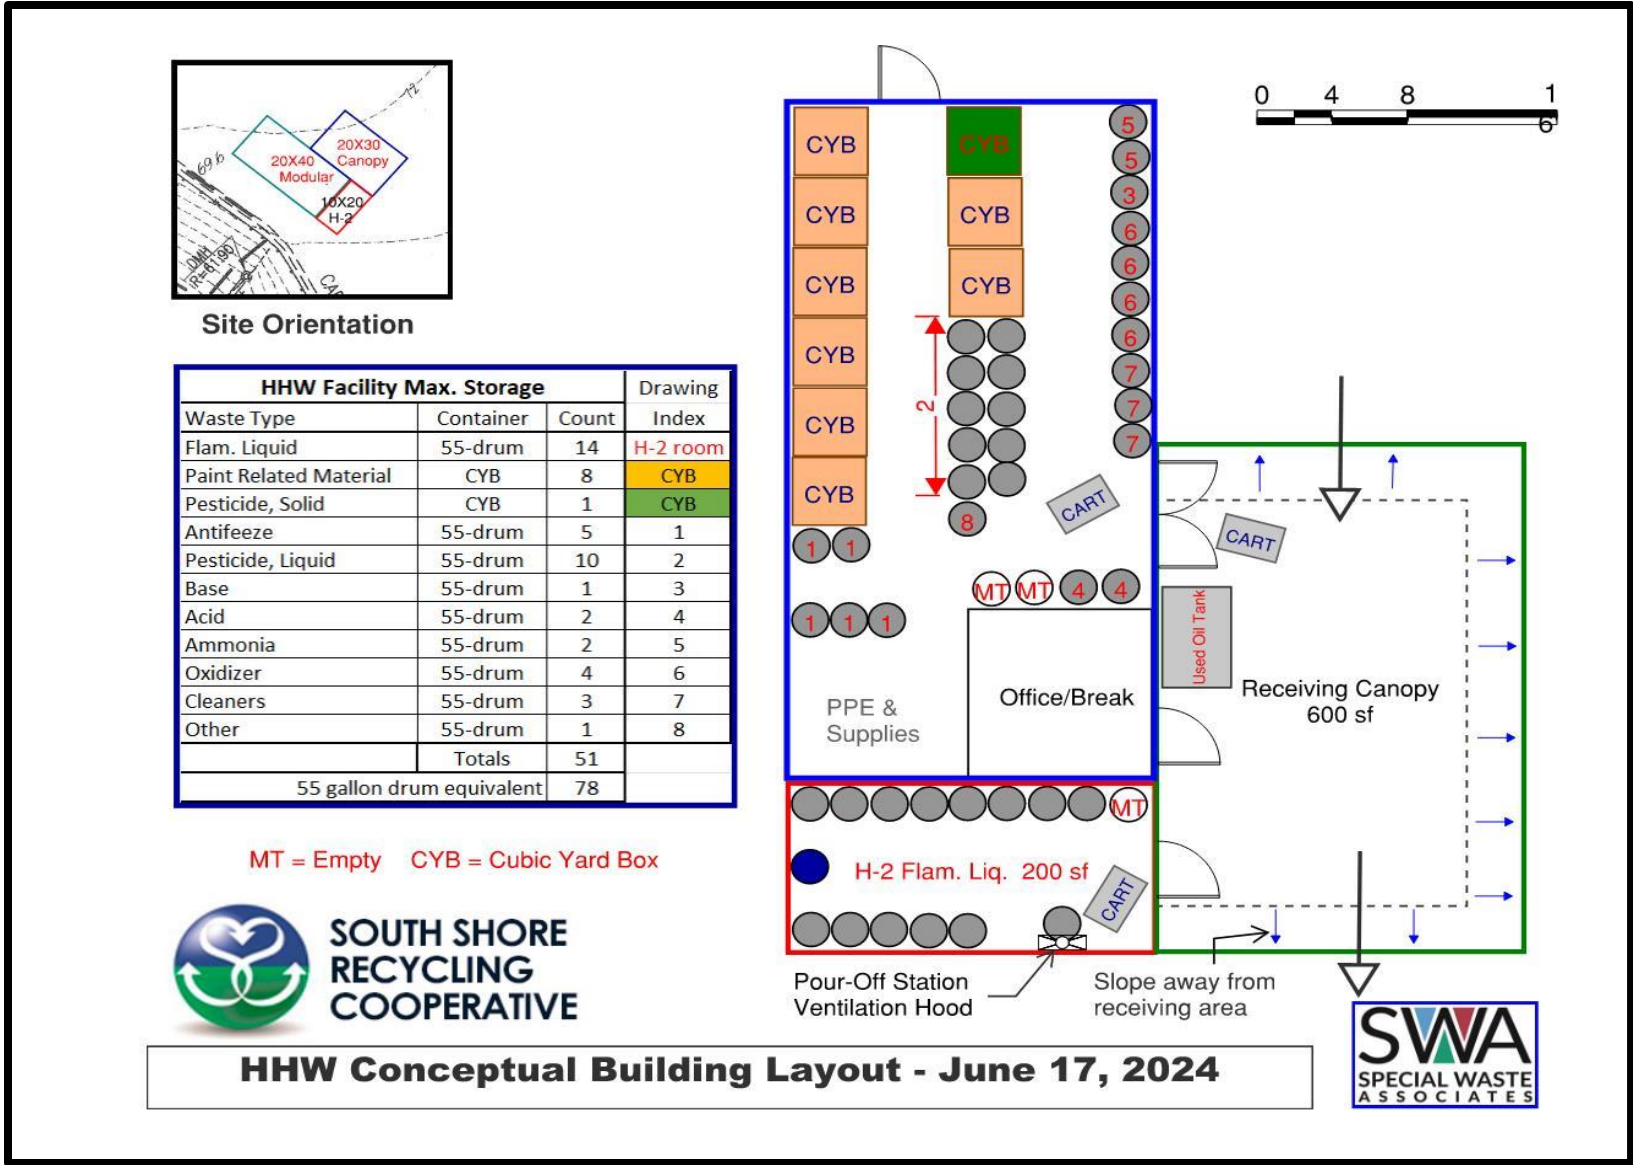 72
69.6
20X40
Modular
20X30
Canopy
10X20
H-2
DMH
R=61.90
Site Orientation
HHW Facility Max. Storage Drawing
Waste Type Container Count Index
Flam. Liquid 55-drum 14 H-2 room
Paint Related Material CYB 8 CYB
Pesticide, Solid CYB 1 CYB
Antifeeze 55-drum 5 1
Pesticide, Liquid 55-drum 10 2
Base 55-drum 1 3
Acid 55-drum 2 4
Ammonia 55-drum 2 5
Oxidizer 55-drum 4 6
Cleaners 55-drum 3 7
Other 55-drum 1 8
Totals 51
55 gallon drum equivalent 78
MT = Empty CYB = Cubic Yard Box
SOUTH SHORE
RECYCLING
COOPERATIVE
CYB
CYB
CYB
CYB
CYB
CYB
CYB
CYB
CYB
5
5
3
6
6
6
6
7
7
7
2
8
CART
1 1
MT MT 4 4
1 1 1
PPE &
Supplies
Office/Break
MT
H-2 Flam. Liq. 200 sf
CART
Pour-Off Station
Ventilation Hood
0 4 8 1
6
CART
Used Oil Tank
Receiving Canopy
600 sf
Slope away from
receiving area
SWA
SPECIAL WASTE
ASSOCIATES
HHW Conceptual Building Layout - June 17, 2024